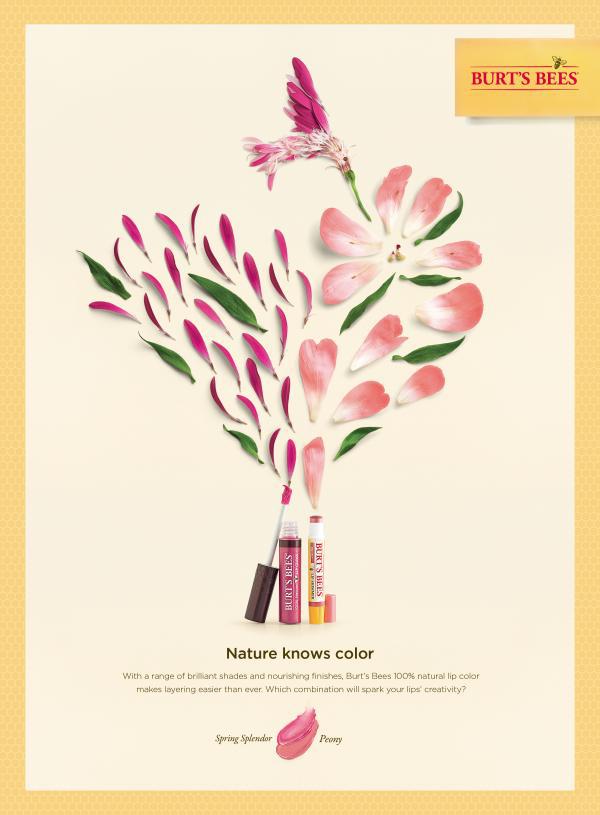 BURT'S BEES
BURT'S BEES
BURT'S BEES
Nature knows color
With a range of brilliant shades and nourishing finishes, Burt's Bees 100% natural lip color
makes layering easier than ever. Which combination will spark your lips' creativity?
Spring Splendor
Peony